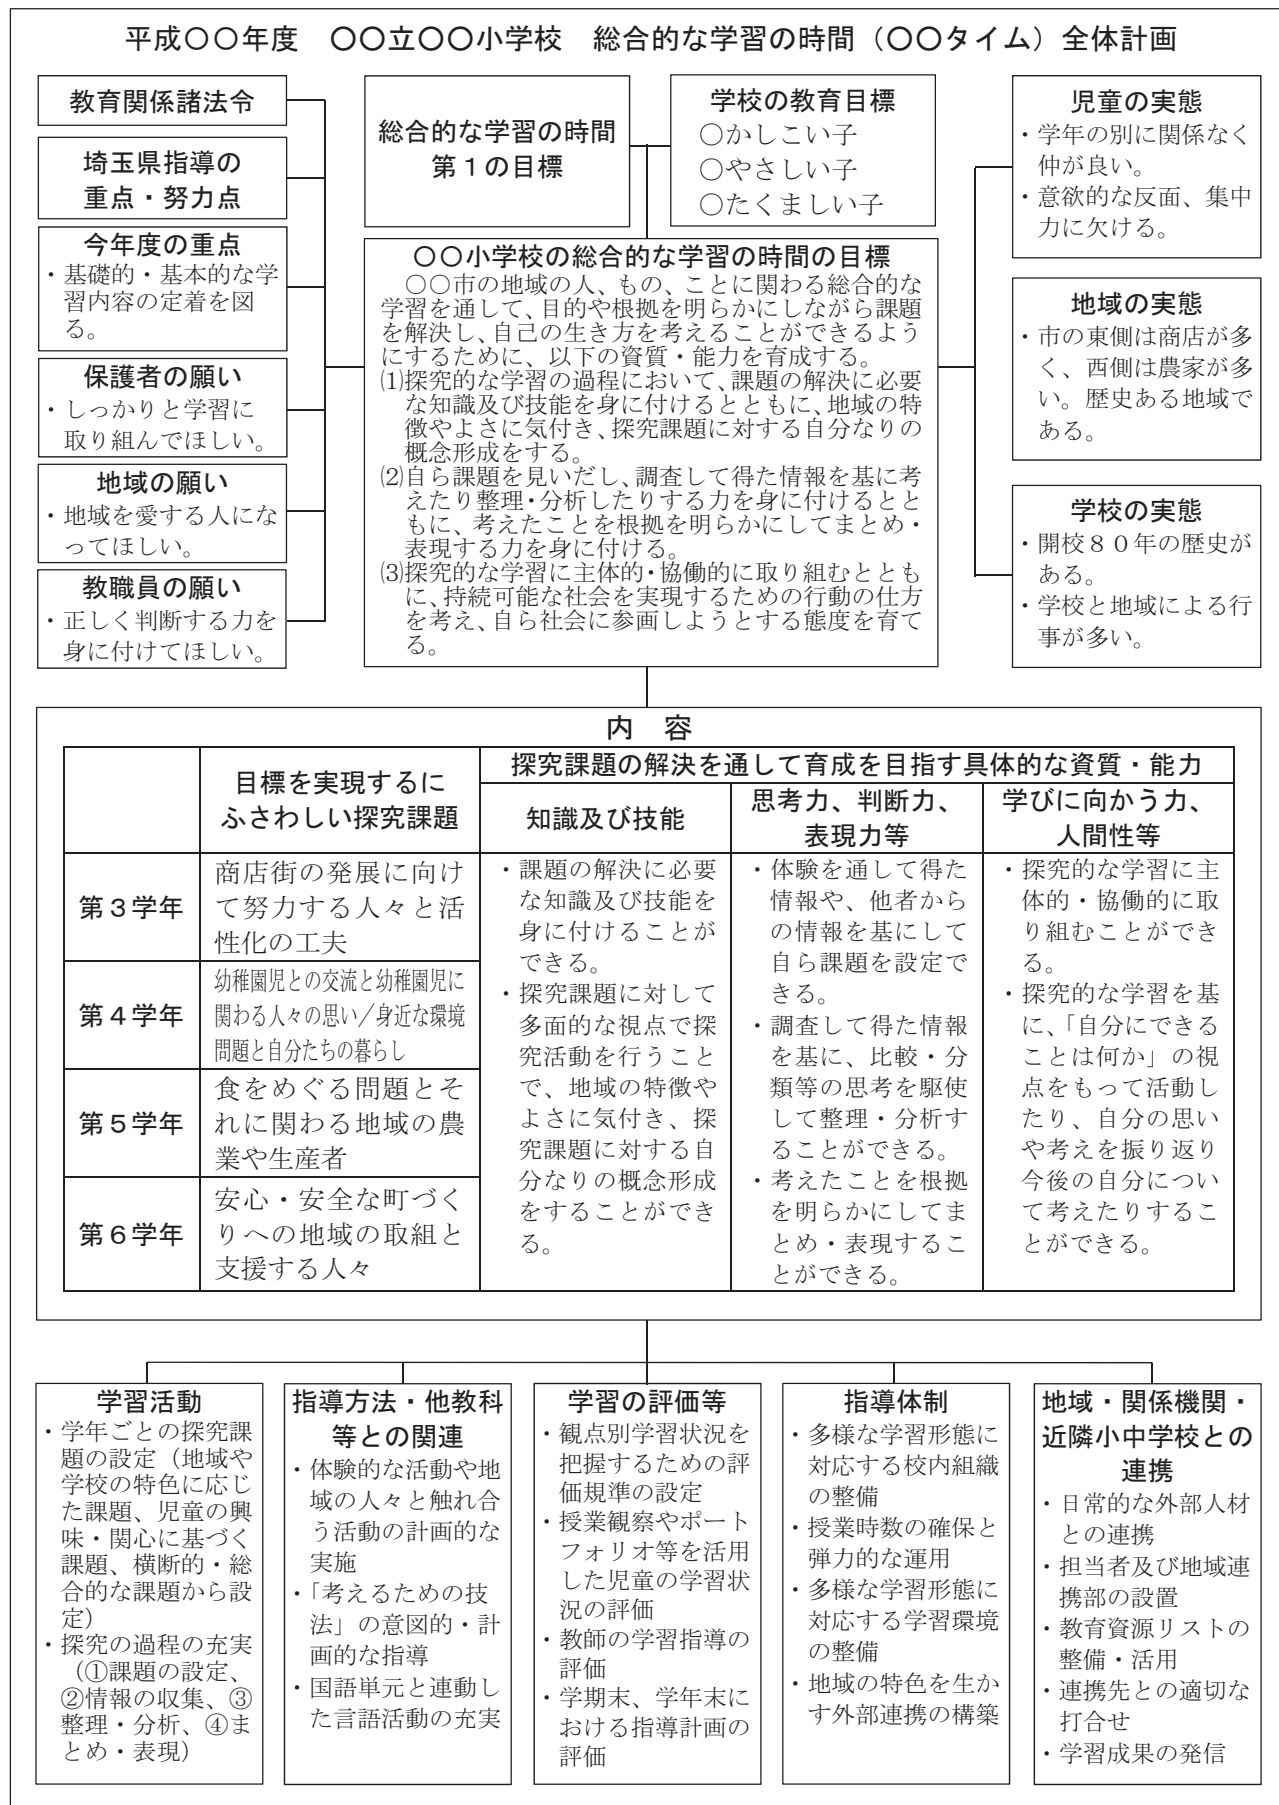 平成〇〇年度　〇〇立〇〇小学校　総合的な学習の時間（〇〇タイム）全体計画
教育関係諸法令
埼玉県指導の
重点・努力点
今年度の重点
・基礎的・基本的な学
習内容の定着を図
る。
保護者の願い
・しっかりと学習に
取り組んでほしい。
地域の願い
・地域を愛する人にな
ってほしい。
教職員の願い
・正しく判断する力を
身に付けてほしい。
総合的な学習の時間
第１の目標
学校の教育目標
〇かしこい子
〇やさしい子
〇たくましい子
〇〇小学校の総合的な学習の時間の目標
〇〇市の地域の人、もの、ことに関わる総合的な
学習を通して、目的や根拠を明らかにしながら課題
を解決し、自己の生き方を考えることができるよう
にするために、以下の資質・能力を育成する。
⑴探究的な学習の過程において、課題の解決に必要
な知識及び技能を身に付けるとともに、地域の特
徴やよさに気付き、探究課題に対する自分なりの
概念形成をする。
⑵自ら課題を見いだし、調査して得た情報を基に考
えたり整理・分析したりする力を身に付けるとと
もに、考えたことを根拠を明らかにしてまとめ・
表現する力を身に付ける。
⑶探究的な学習に主体的・協働的に取り組むととも
に、持続可能な社会を実現するための行動の仕方
を考え、自ら社会に参画しようとする態度を育て
る。
児童の実態
・学年の別に関係なく
仲が良い。
・意欲的な反面、集中
力に欠ける。
地域の実態
・市の東側は商店が多
く、西側は農家が多
い。歴史ある地域で
ある。
学校の実態
・開校８０年の歴史が
ある。
・学校と地域による行
事が多い。
内　容
目標を実現するに
ふさわしい探究課題
探究課題の解決を通して育成を目指す具体的な資質・能力
知識及び技能
思考力、判断力、
表現力等
学びに向かう力、
人間性等
第３学年
商店街の発展に向け
て努力する人々と活
性化の工夫
第４学年
幼稚園児との交流と幼稚園児に
関わる人々の思い／身近な環境
問題と自分たちの暮らし
第５学年
食をめぐる問題とそ
れに関わる地域の農
業や生産者
第６学年
安心・安全な町づく
りへの地域の取組と
支援する人々
・課題の解決に必要
な知識及び技能を
身に付けることが
できる。
・探究課題に対して
多面的な視点で探
究活動を行うこと
で、地域の特徴や
よさに気付き、探
究課題に対する自
分なりの概念形成
をすることができ
る。
・体験を通して得た
情報や、他者から
の情報を基にして
自ら課題を設定で
きる。
・調査して得た情報
を基に、比較・分
類等の思考を駆使
して整理・分析す
ることができる。
・考えたことを根拠
を明らかにしてま
とめ・表現するこ
とができる。
・探究的な学習に主
体的・協働的に取
り組むことができ
る。
・探究的な学習を基
に、「自分にできる
ことは何か」の視
点をもって活動し
たり、自分の思い
や考えを振り返り
今後の自分につい
て考えたりするこ
とができる。
学習活動
・学年ごとの探究課
題の設定（地域や
学校の特色に応じ
た課題、児童の興
味・関心に基づく
課題、横断的・総
合的な課題から設
定）
・探究の過程の充実
（①課題の設定、
②情報の収集、③
整理・分析、④ま
とめ・表現）
指導方法・他教科
等との関連
・体験的な活動や地
域の人々と触れ合
う活動の計画的な
実施
・「考えるための技
法」の意図的・計
画的な指導
・国語単元と連動し
た言語活動の充実
学習の評価等
・観点別学習状況を
把握するための評
価規準の設定
・授業観察やポート
フォリオ等を活用
した児童の学習状
況の評価
・教師の学習指導の
評価
・学期末、学年末に
おける指導計画の
評価
指導体制
・多様な学習形態に
対応する校内組織
の整備
・授業時数の確保と
弾力的な運用
・多様な学習形態に
対応する学習環境
の整備
・地域の特色を生か
す外部連携の構築
地域・関係機関・
近隣小中学校との
連携
・日常的な外部人材
との連携
・担当者及び地域連
携部の設置
・教育資源リストの
整備・活用
・連携先との適切な
打合せ
・学習成果の発信